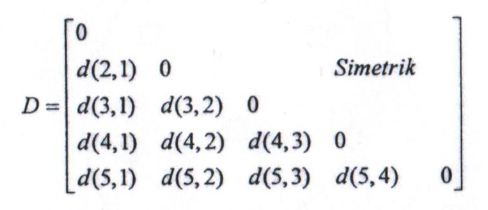 0
d(2,1) 0 Simetrik
D = d(3,1) d(3,2) 0
d(4,1) d(4,2) d(4,3) 0
d(5,1) d(5,2) d(5,3) d(5,4) 0